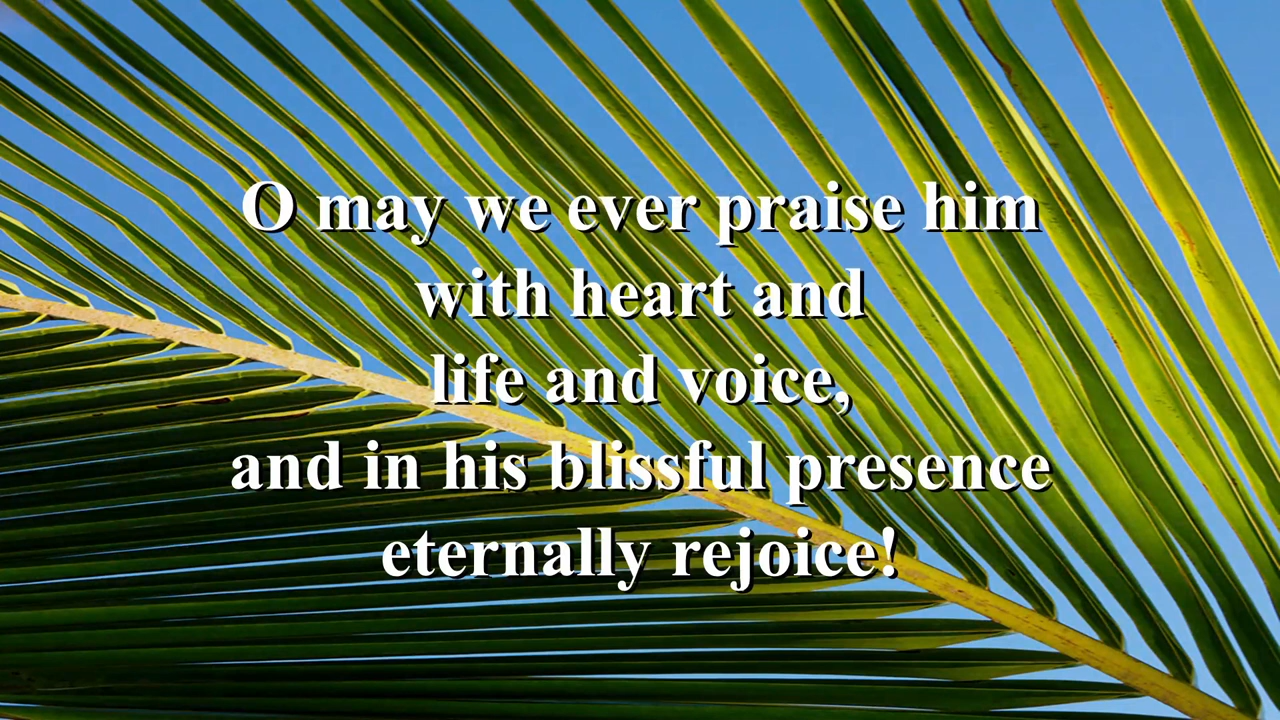 O may we ever praise him
with heart and
life and voice,
and in his blissful presence
eternally rejoice!